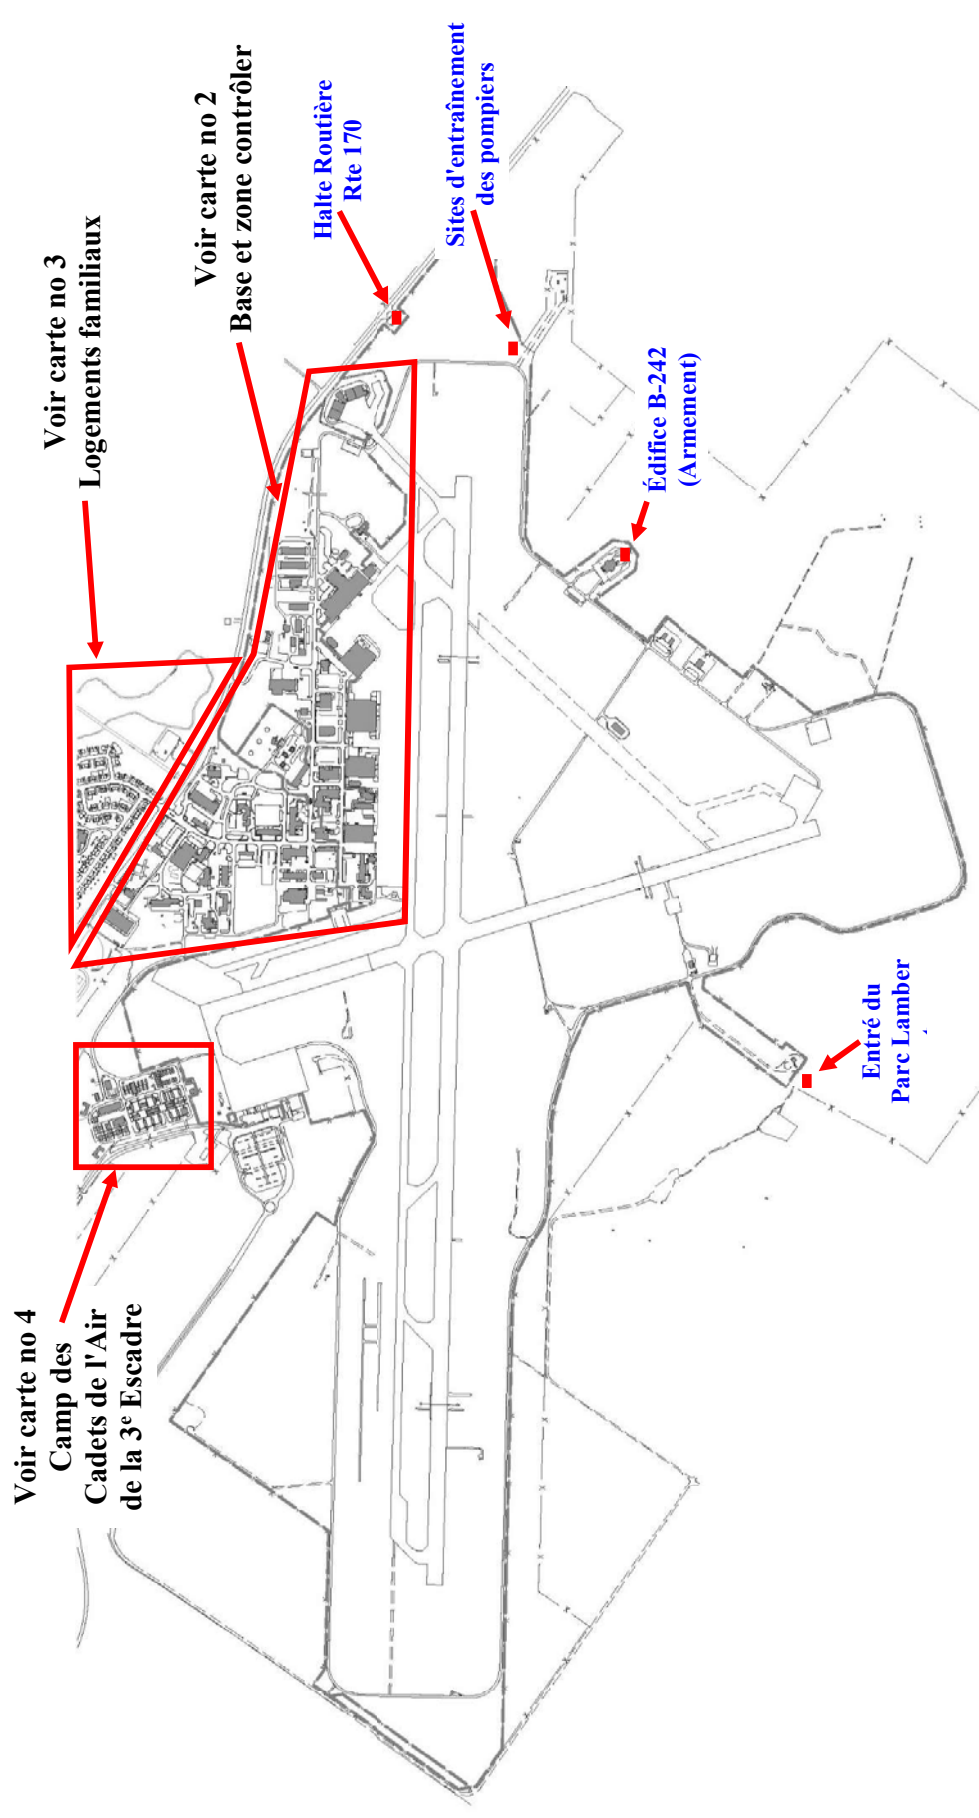 Voir carte no 4
Camp des
Cadets de l'Air
de la 3e Escadre
Voir carte no 3
Logements familiaux
Voir carte no 2
Base et zone contrôler
Halte Routière
Rte 170
Sites d'entraînement
des pompiers
Édifice B-242
(Armement)
Entré du
Parc Lamber